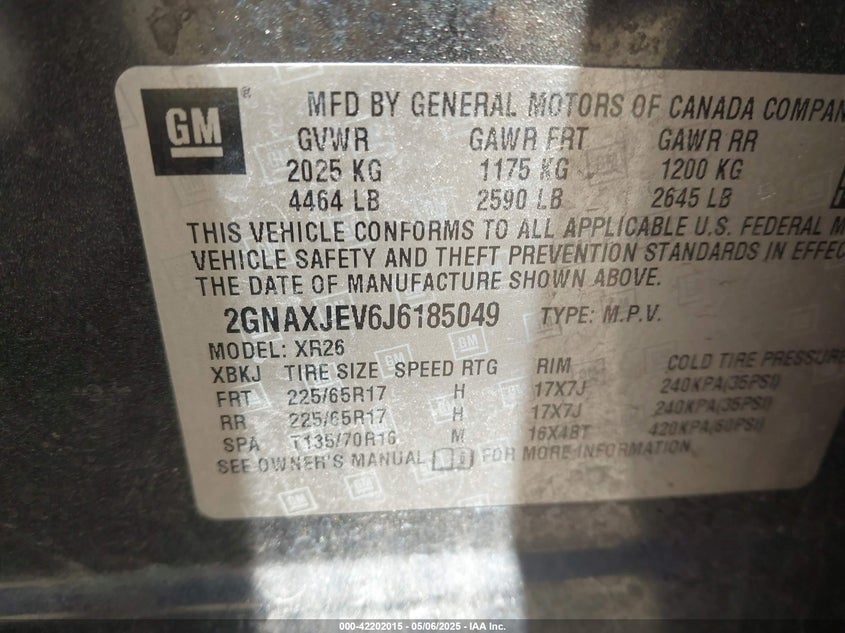 GM ® MFD BY GENERAL MOTORS OF CANADA COMPAN
GVWR GAWR FRT GAWR RR
2025 KG 1175 KG 1200 KG
4464 LB 2590 LB 2645 LB
THIS VEHICLE CONFORMS TO ALL APPLICABLE U.S. FEDERAL M
VEHICLE SAFETY AND THEFT PREVENTION STANDARDS IN EFFEC
THE DATE OF MANUFACTURE SHOWN ABOVE.
2GNAXJEV6J6185049 TYPE: M.P.V.
MODEL: XR26
XBKJ TIRE SIZE SPEED RTG RIM COLD TIRE PRESSURE
FRT 225/65R17 H 17X7J 240KPA(35PSI)
RR 225/65R17 H 17X7J 240KPA(35PSI)
SPA T135/70R16 M 16X4BT 420KPA(60PSI)
SEE OWNER'S MANUAL FOR MORE INFORMATION
000-42202015 - 05/06/2025 - IAA Inc.